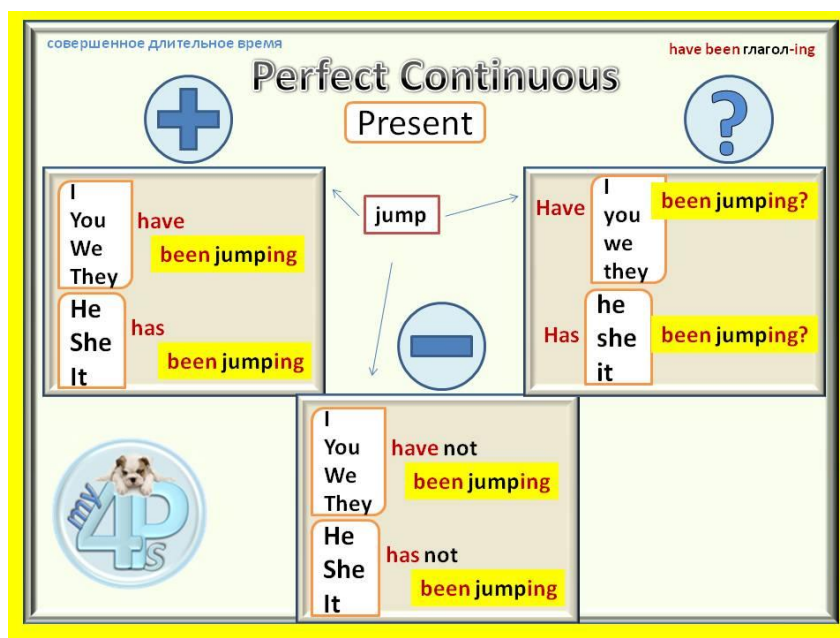 совершенное длительное время
have been глагол-ing
Perfect Continuous
Present
jump
I
You
We
They
have
been jumping
He
She
It
has
been jumping
Have
I
you
we
they
been jumping?
Has
he
she
it
been jumping?
I
You
We
They
have not
been jumping
He
She
It
has not
been jumping
my
4Ps